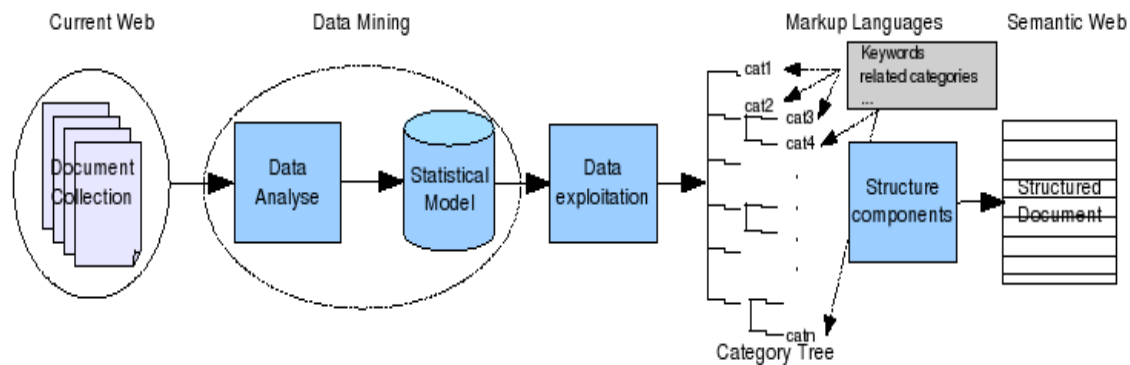 Current Web
Data Mining
Markup Languages
Semantic Web
Document
Collection
Data
Analyse
Statistical
Model
Data
exploitation
cat1
cat2
cat3
cat4
catn
Category Tree
Keywords
related categories
...
Structure
components
Structured
Document